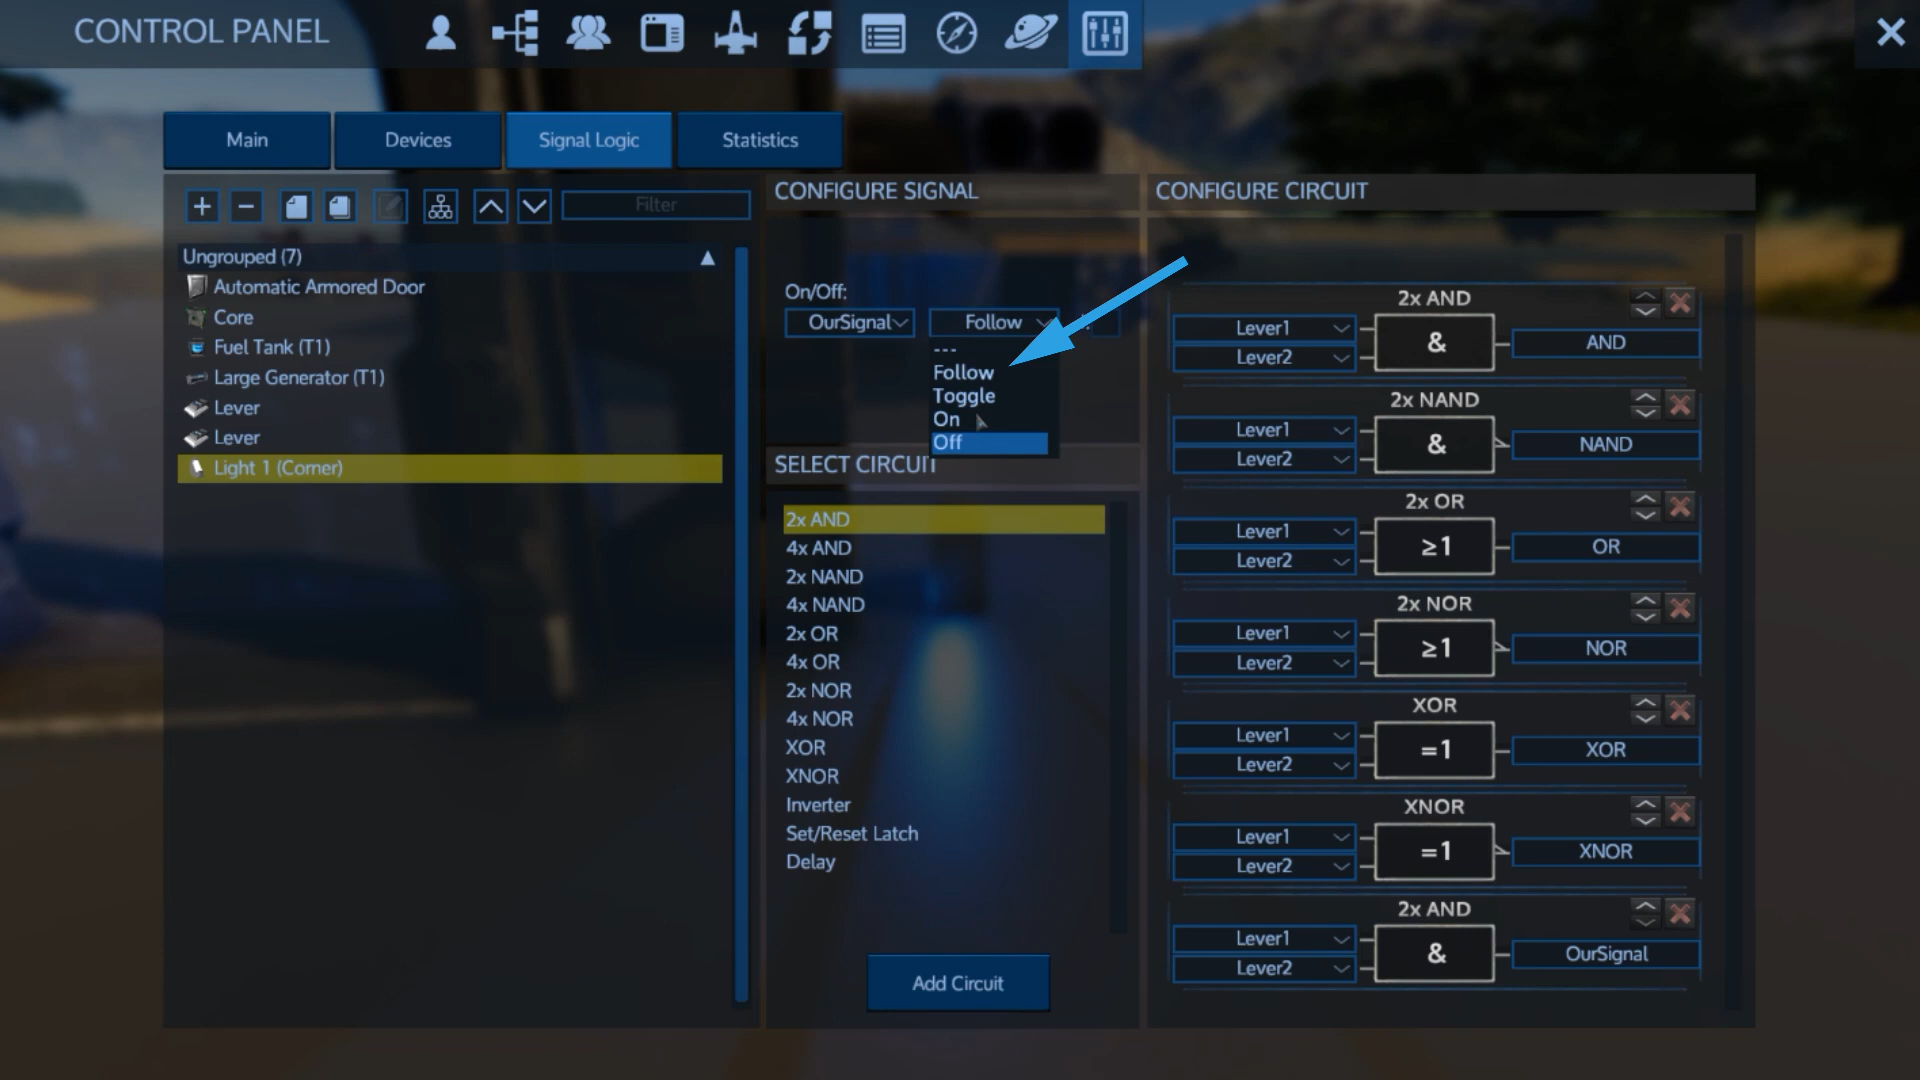 CONTROL PANEL
Main
Devices
Signal Logic
Statistics
Filter
Ungrouped (7)
Automatic Armored Door
Core
Fuel Tank (T1)
Large Generator (T1)
Lever
Lever
Light 1 (Corner)
CONFIGURE SIGNAL
On/Off:
OurSignal
Follow
---
Follow
Toggle
On
Off
SELECT CIRCUIT
2x AND
4x AND
2x NAND
4x NAND
2x OR
4x OR
2x NOR
4x NOR
XOR
XNOR
Inverter
Set/Reset Latch
Delay
Add Circuit
CONFIGURE CIRCUIT
2x AND
Lever1
Lever2
&
AND
2x NAND
Lever1
Lever2
&
NAND
2x OR
Lever1
Lever2
≥1
OR
2x NOR
Lever1
Lever2
≥1
NOR
XOR
Lever1
Lever2
=1
XOR
XNOR
Lever1
Lever2
=1
XNOR
2x AND
Lever1
Lever2
&
OurSignal